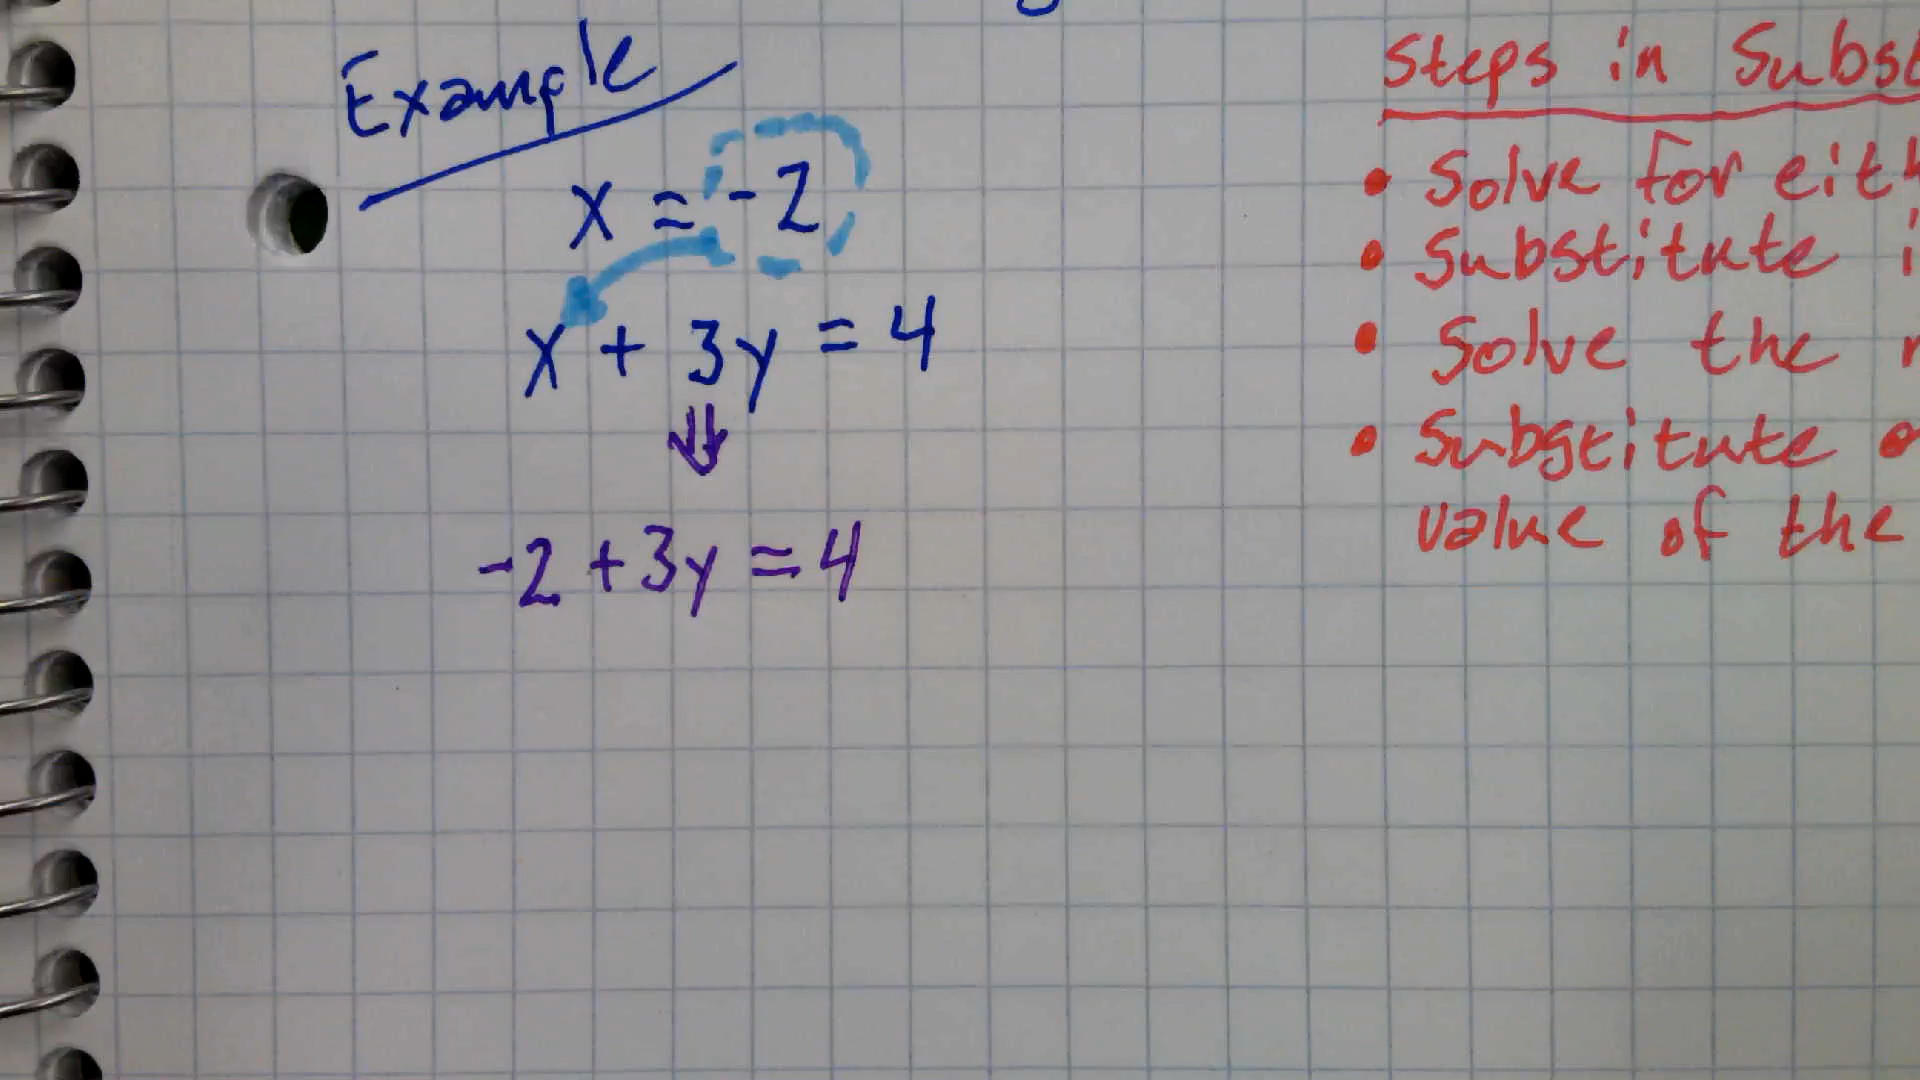 Example
x = -2
x + 3y = 4
-2 + 3y = 4
Steps in
• Solve for
• Substitute
• Solve the
• Substitute
value of the